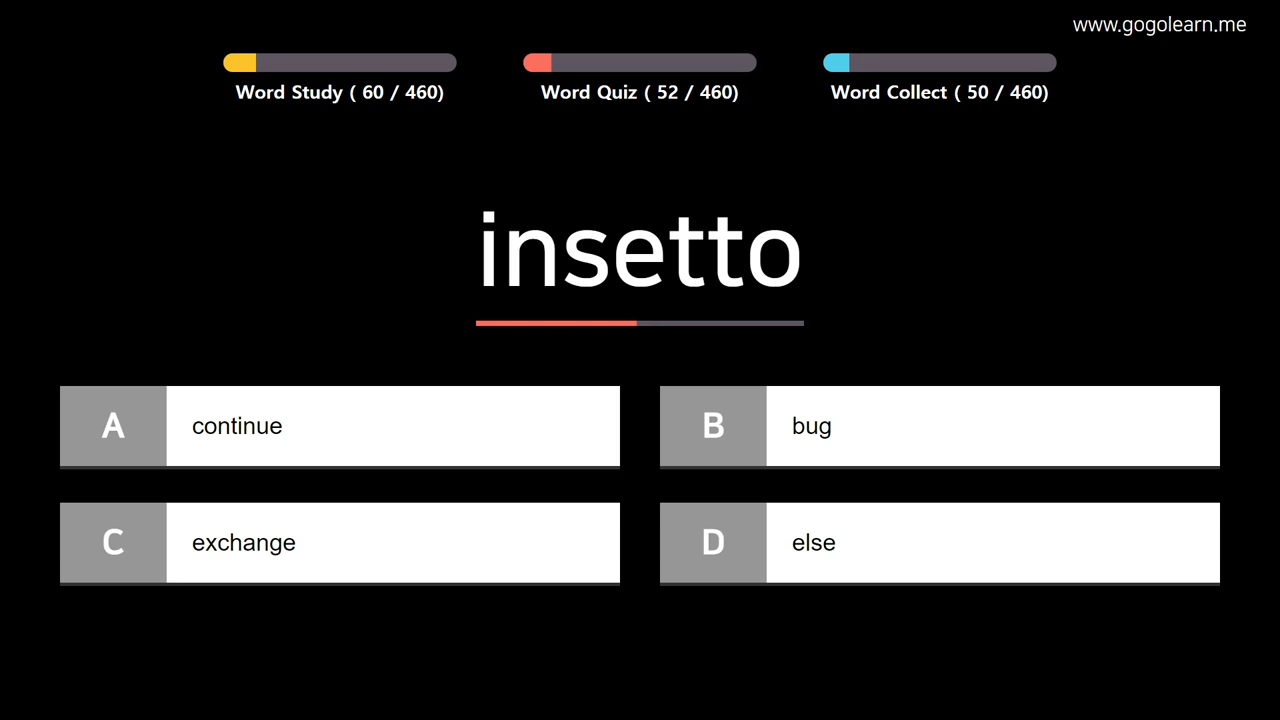 www.gogolearn.me
Word Study ( 60 / 460)
Word Quiz ( 52 / 460)
Word Collect ( 50 / 460)
insetto
A continue
B bug
C exchange
D else